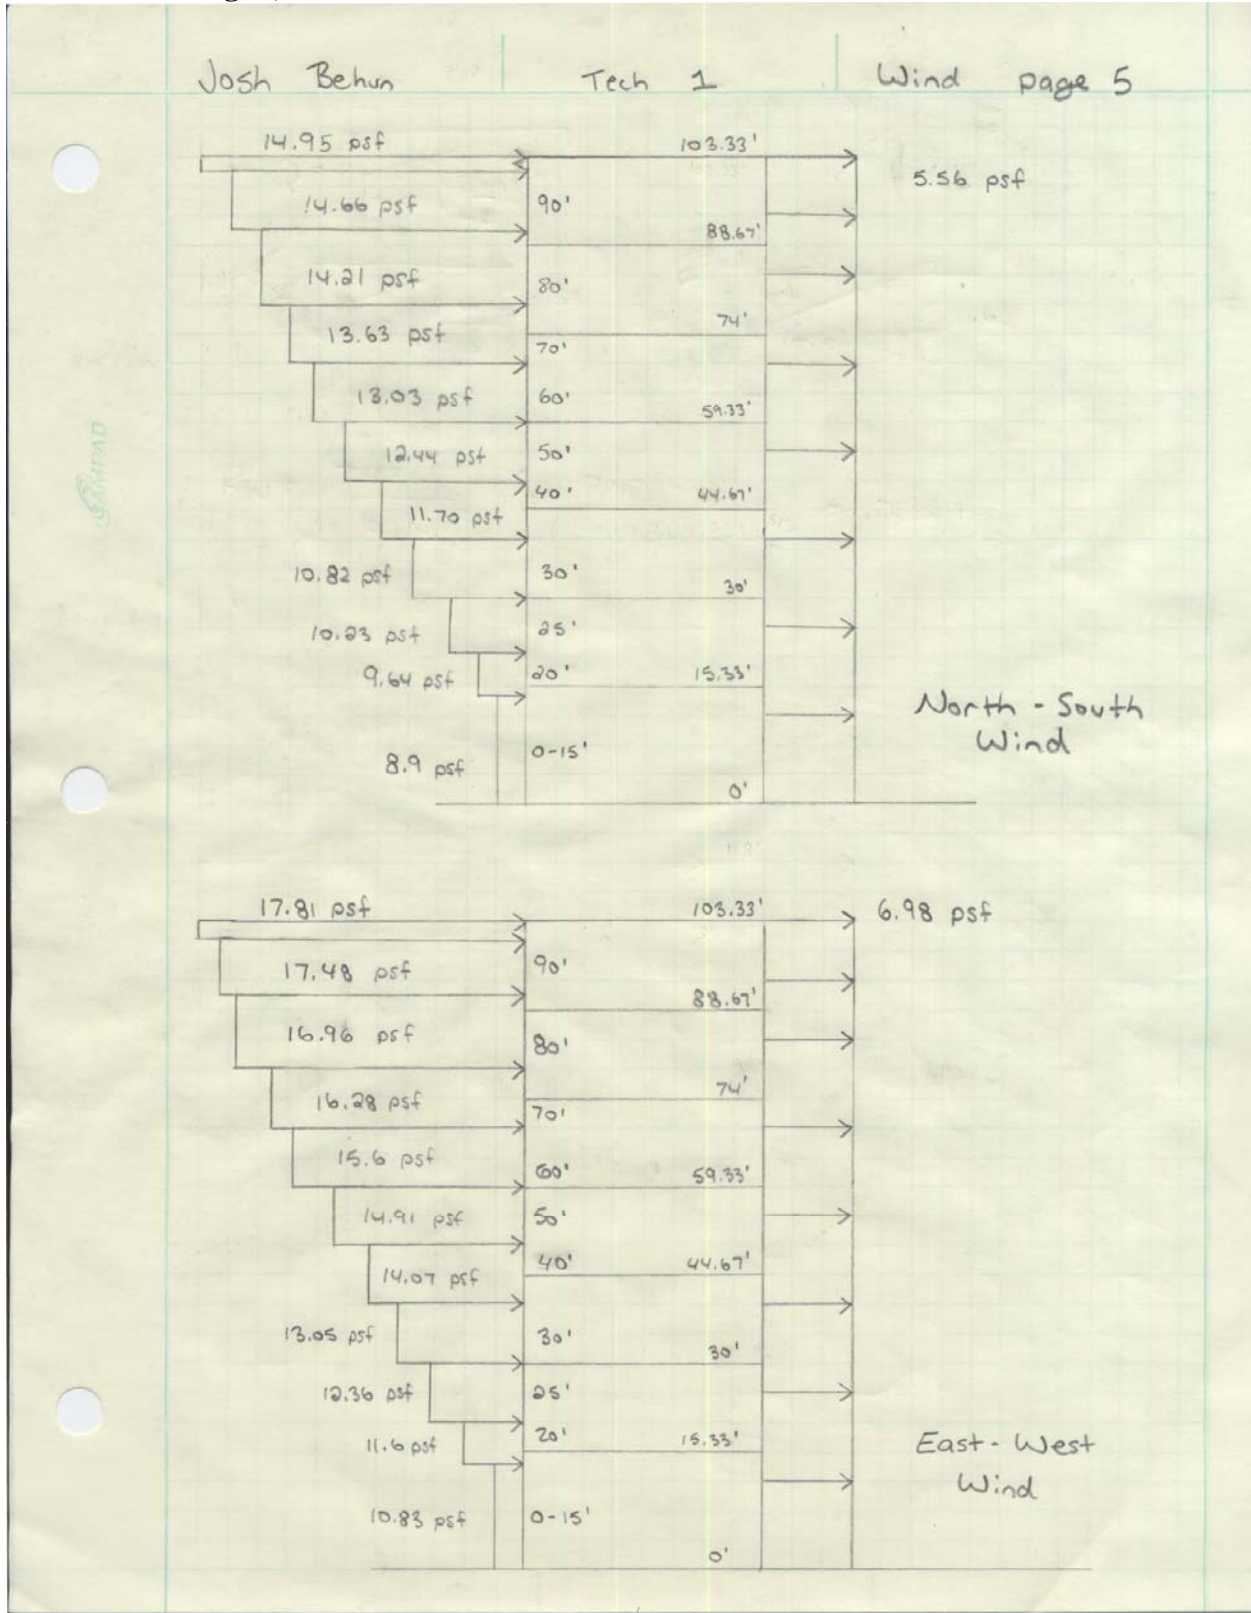 Josh Behun Tech 1 Wind page 5
14.95 psf 103.33'
5.56 psf
14.66 psf 90'
88.67'
14.21 psf 80'
74'
13.63 psf 70'
13.03 psf 60' 59.33'
12.44 psf 50'
40' 44.67'
11.70 psf
10.82 psf 30' 30'
10.23 psf 25'
9.64 psf 20' 15.33'
North - South
Wind
8.9 psf 0-15'
0'
17.81 psf 103.33' 6.98 psf
17.48 psf 90'
88.67'
16.96 psf 80'
74'
16.28 psf 70'
15.6 psf 60' 59.33'
14.91 psf 50'
40' 44.67'
14.07 psf
13.05 psf 30' 30'
12.36 psf 25'
11.6 psf 20' 15.33'
East - West
Wind
10.83 psf 0-15'
0'
AMPAD